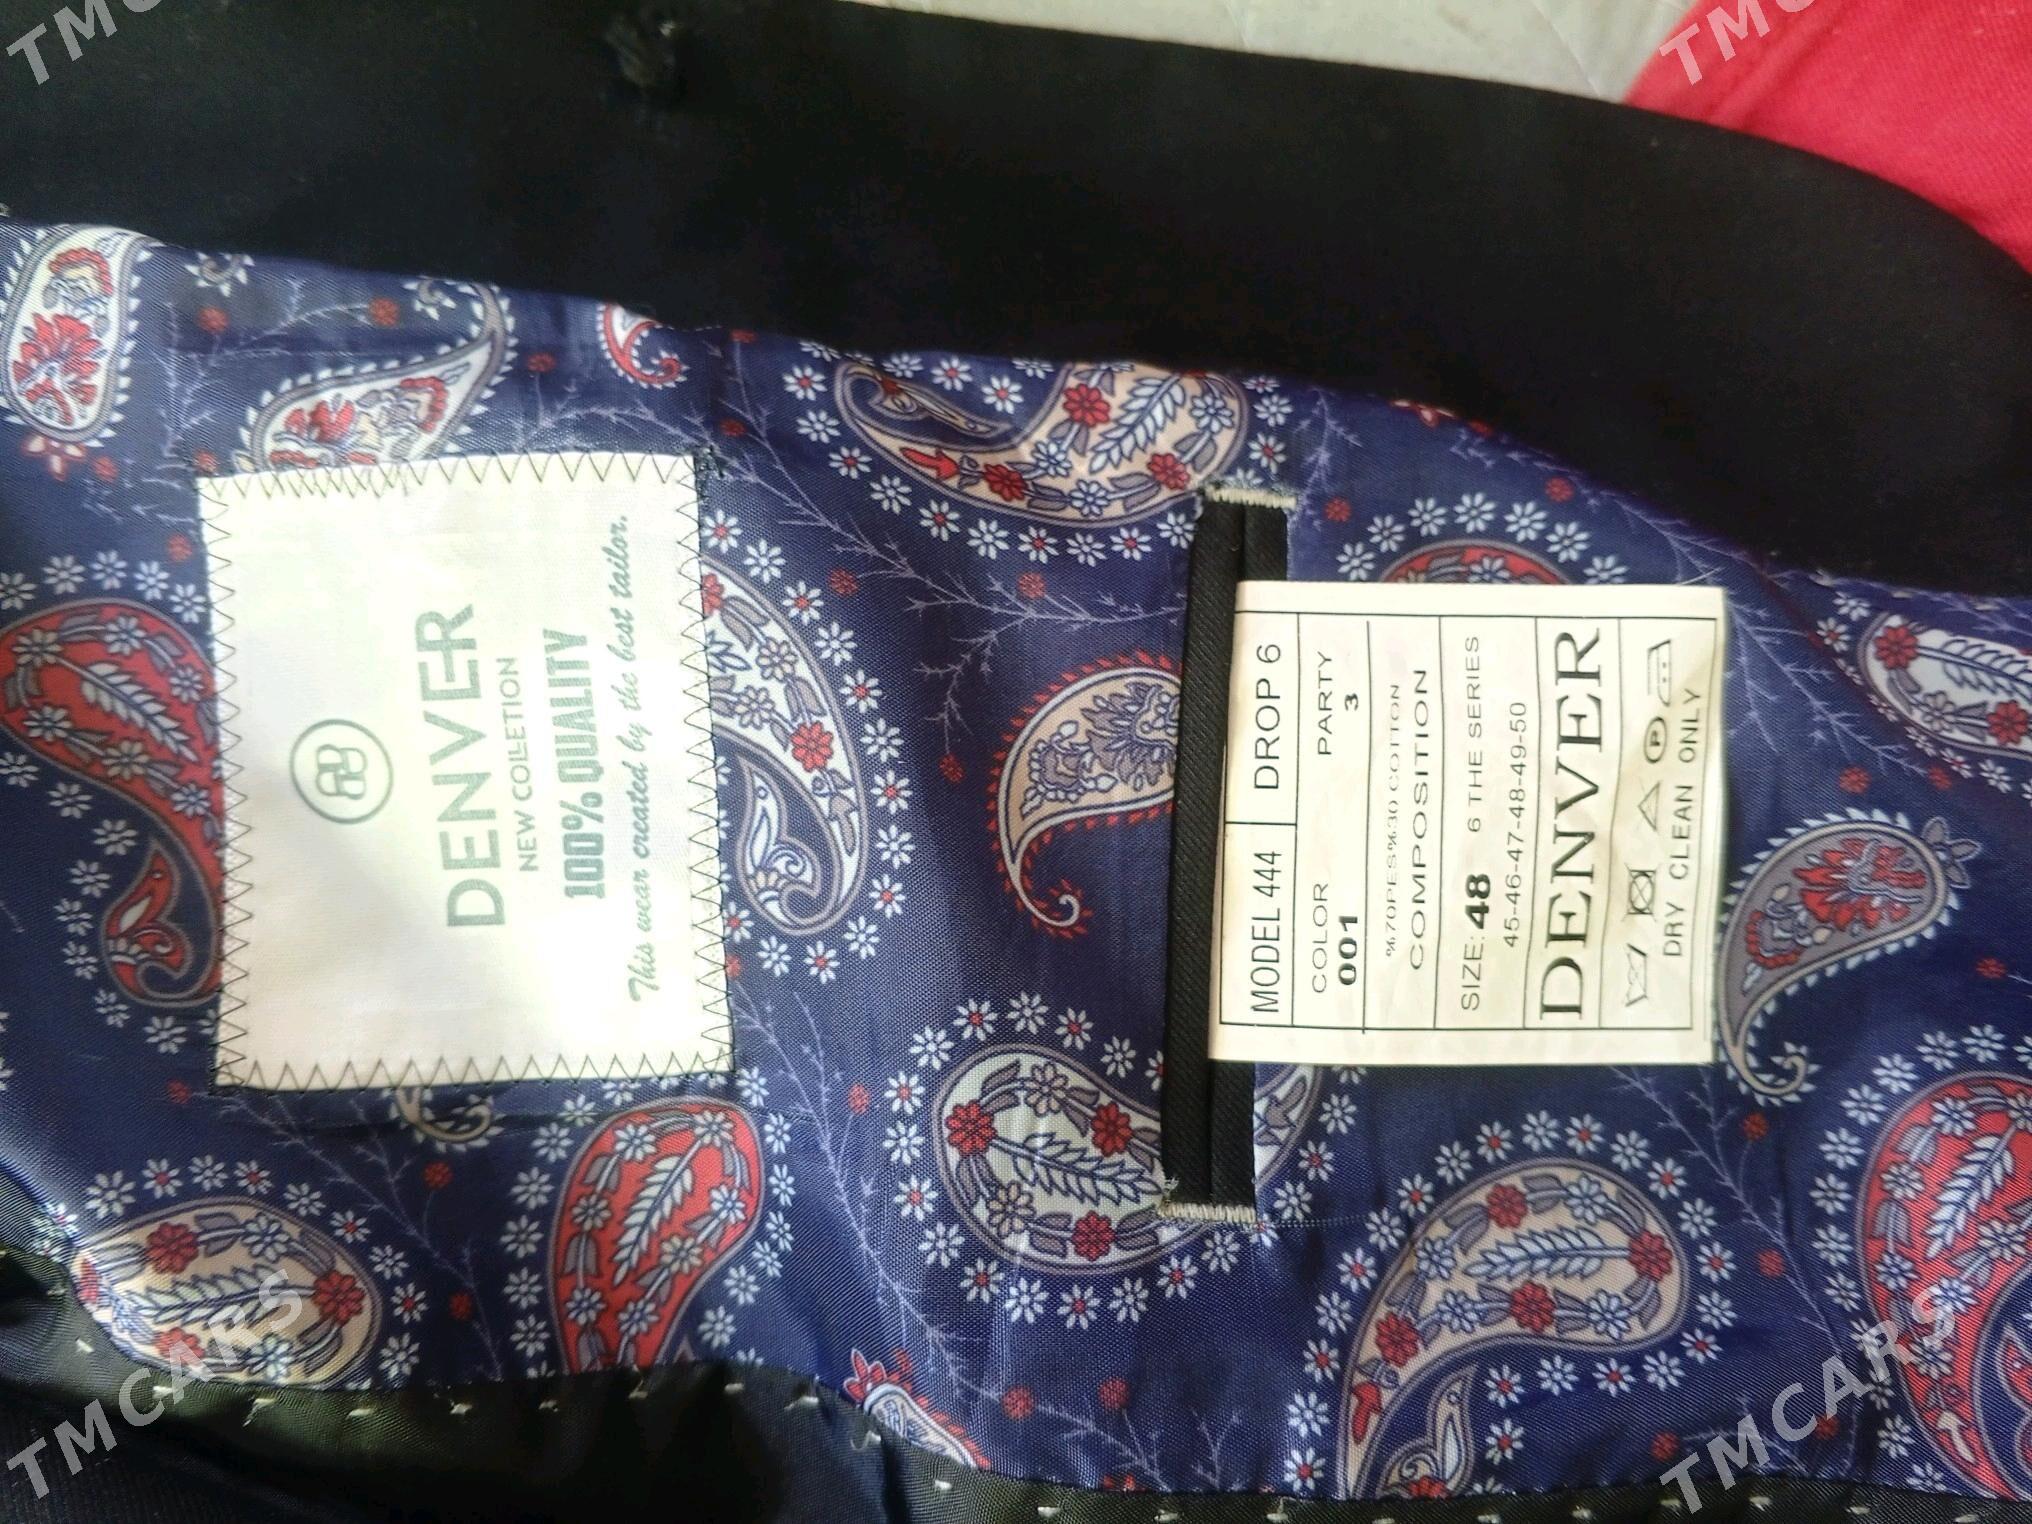 DENVER
NEW COLLETION
100% QUALITY
This wear created by the best tailor.
MODEL 444 DROP 6
COLOR PARTY
001 3
%70PES%30 COTTON
COMPOSITION
SIZE: 48 6 THE SERIES
45-46-47-48-49-50
DENVER
P
DRY CLEAN ONLY
TMCARS
TMCARS